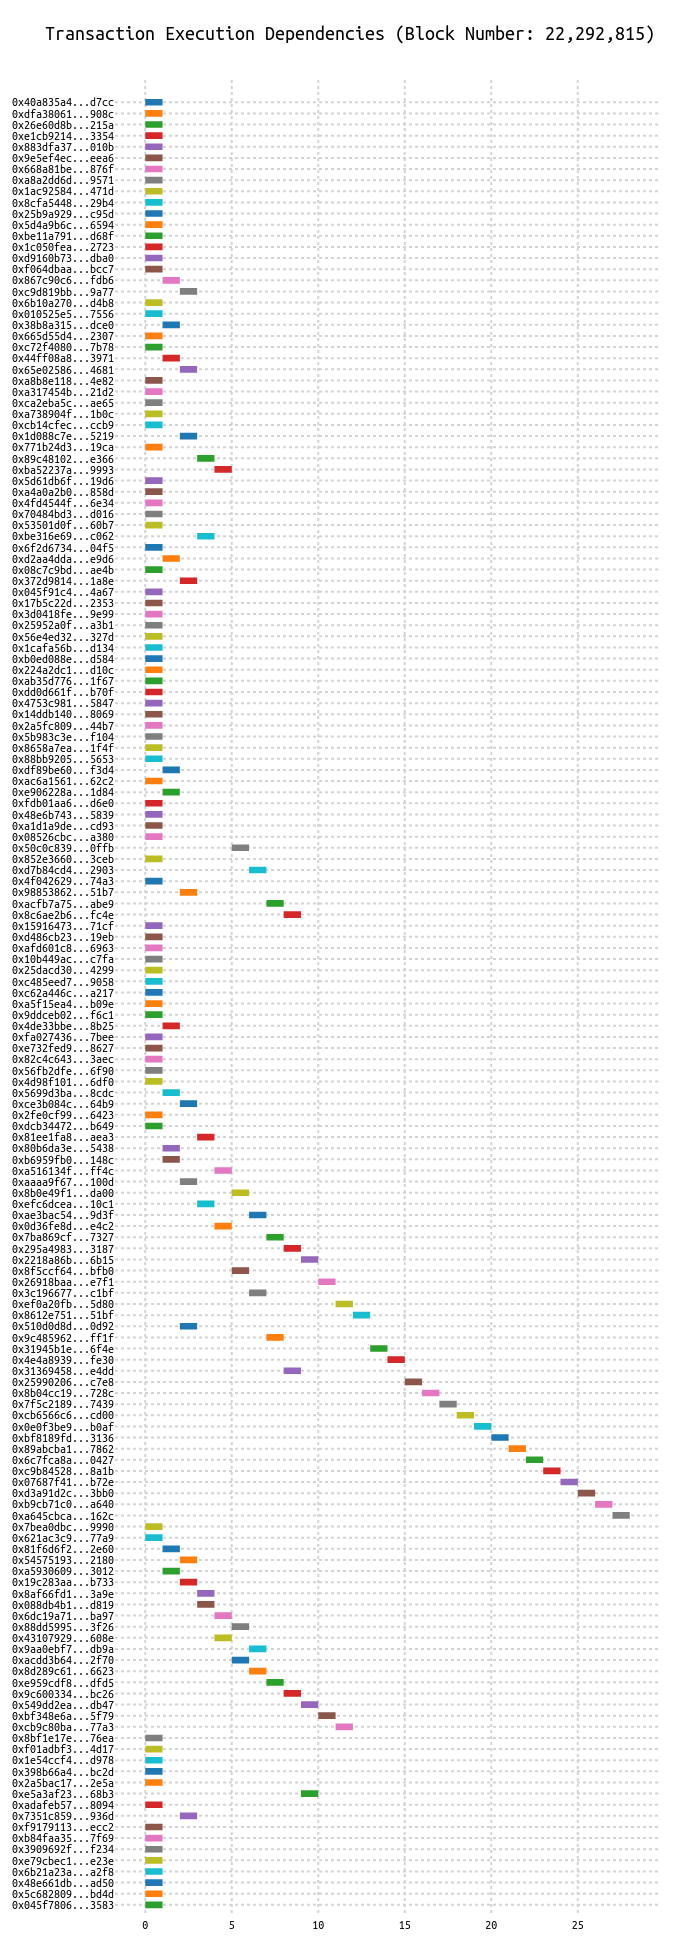 Transaction Execution Dependencies (Block Number: 22,292,815)
0x40a835a4...d7cc
0xdfa38061...908c
0x26e60d8b...215a
0xe1cb9214...3354
0x883dfa37...010b
0x9e5ef4ec...eea6
0x668a81be...876f
0xa8a2dd6d...9571
0x1ac92584...471d
0x8cfa5448...29b4
0x25b9a929...c95d
0x5d4a9b6c...6594
0xbe11a791...d68f
0x1c050fea...2723
0xd9160b73...dba0
0xf064dbaa...bcc7
0x867c90c6...fdb6
0xc9d819bb...9a77
0x6b10a270...d4b8
0x010525e5...7556
0x38b8a315...dce0
0x665d55d4...2307
0xc72f4080...7b78
0x44ff08a8...3971
0x65e02586...4681
0xa8b8e118...4e82
0xa317454b...21d2
0xca2eba5c...ae65
0xa738904f...1b0c
0xcb14cfec...ccb9
0x1d088c7e...5219
0x771b24d3...19ca
0x89c48102...e366
0xba52237a...9993
0x5d61db6f...19d6
0xa4a0a2b0...858d
0x4fd4544f...6e34
0x70484bd3...d016
0x53501d0f...60b7
0xbe316e69...c062
0x6f2d6734...04f5
0xd2aa4dda...e9d6
0x08c7c9bd...ae4b
0x372d9814...1a8e
0x045f91c4...4a67
0x17b5c22d...2353
0x3d0418fe...9e99
0x25952a0f...a3b1
0x56e4ed32...327d
0x1cafa56b...d134
0xb0ed088e...d584
0x224a2dc1...d10c
0xab35d776...1f67
0xdd0d661f...b70f
0x4753c981...5847
0x14ddb140...8069
0x2a5fc809...44b7
0x5b983c3e...f104
0x8658a7ea...1f4f
0x88bb9205...5653
0xdf89be60...f3d4
0xac6a1561...62c2
0xe906228a...1d84
0xfdb01aa6...d6e0
0x48e6b743...5839
0xa1d1a9de...cd93
0x08526cbc...a380
0x50c0c839...0ffb
0x852e3660...3ceb
0xd7b84cd4...2903
0x4f042629...74a3
0x98853862...51b7
0xacfb7a75...abe9
0x8c6ae2b6...fc4e
0x15916473...71cf
0xd486cb23...19eb
0xafd601c8...6963
0x10b449ac...c7fa
0x25dacd30...4299
0xc485eed7...9058
0xc62a446c...a217
0xa5f15ea4...b09e
0x9ddceb02...f6c1
0x4de33bbe...8b25
0xfa027436...7bee
0xe732fed9...8627
0x82c4c643...3aec
0x56fb2dfe...6f90
0x4d98f101...6df0
0x5699d3ba...8cdc
0xce3b084c...64b9
0x2fe0cf99...6423
0xdcb34472...b649
0x81ee1fa8...aea3
0x80b6da3e...5438
0xb6959fb0...148c
0xa516134f...ff4c
0xaaaa9f67...100d
0x8b0e49f1...da00
0xefc6dcea...10c1
0xae3bac54...9d3f
0x0d36fe8d...e4c2
0x7ba869cf...7327
0x295a4983...3187
0x2218a86b...6b15
0x8f5ccf64...bfb0
0x26918baa...e7f1
0x3c196677...c1bf
0xef0a20fb...5d80
0x8612e751...51bf
0x510d0d8d...0d92
0x9c485962...ff1f
0x31945b1e...6f4e
0x4e4a8939...fe30
0x31369458...e4dd
0x25990206...c7e8
0x8b04cc19...728c
0x7f5c2189...7439
0xcb6566c6...cd00
0x0e0f3be9...b0af
0xbf8189fd...3136
0x89abcba1...7862
0x6c7fca8a...0427
0xc9b84528...8a1b
0x07687f41...b72e
0xd3a91d2c...3bb0
0xb9cb71c0...a640
0xa645cbca...162c
0x7bea0dbc...9990
0x621ac3c9...77a9
0x81f6d6f2...2e60
0x54575193...2180
0xa5930609...3012
0x19c283aa...b733
0x8af66fd1...3a9e
0x088db4b1...d819
0x6dc19a71...ba97
0x88dd5995...3f26
0x43107929...608e
0x9aa0ebf7...db9a
0xacdd3b64...2f70
0x8d289c61...6623
0xe959cdf8...dfd5
0x9c600334...bc26
0x549dd2ea...db47
0xbf348e6a...5f79
0xcb9c80ba...77a3
0x8bf1e17e...76ea
0xf01adbf3...4d17
0x1e54ccf4...d978
0x398b66a4...bc2d
0x2a5bac17...2e5a
0xe5a3af23...68b3
0xadafeb57...8094
0x7351c859...936d
0xf9179113...ecc2
0xb84faa35...7f69
0x3909692f...f234
0xe79cbec1...e23e
0x6b21a23a...a2f8
0x48e661db...ad50
0x5c682809...bd4d
0x045f7806...3583
0 5 10 15 20 25